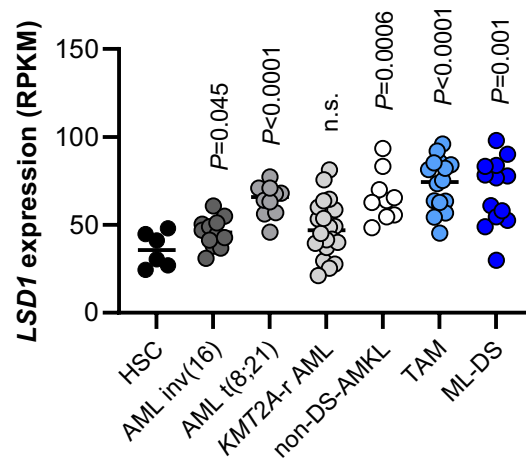 150
100
50
0
LSD1 expression (RPKM)
P=0.045
P<0.0001
n.s.
P=0.0006
P<0.0001
P=0.001
HSC
AML inv(16)
AML t(8;21)
KMT2A-r AML
non-DS-AMKL
TAM
ML-DS